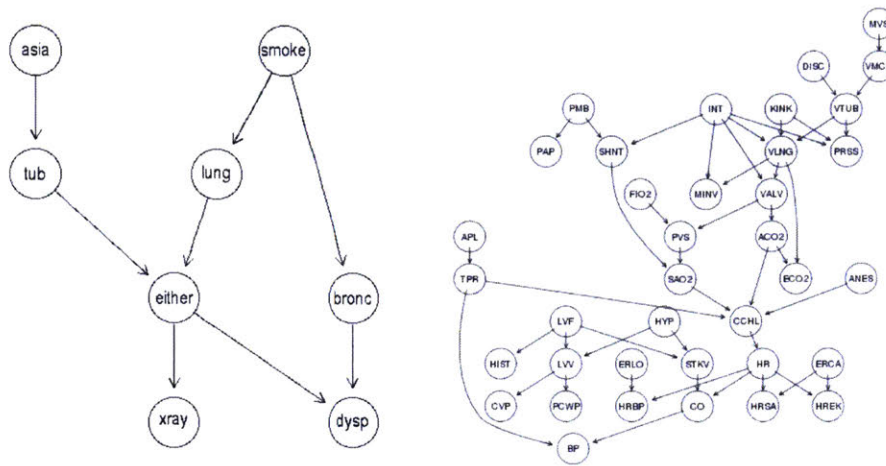 asia smoke
tub lung
either bronc
xray dysp
MVS
DISC VMC
PMB INT KINK VTUB
PAP SHNT VLNG PRSS
FIO2 MINV VALV
APL PVS ACO2
TPR SAO2 ECO2 ANES
LVF HYP CCHL
HIST LVV ERLO STKV HR ERCA
CVP PCWP HRBP CO HRSA HREK
BP